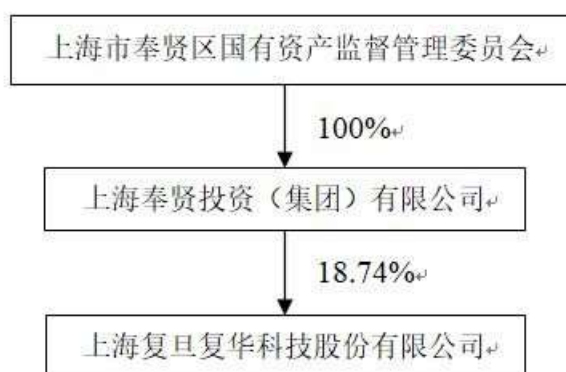 上海市奉贤区国有资产监督管理委员会
100%
上海奉贤投资（集团）有限公司
18.74%
上海复旦复华科技股份有限公司